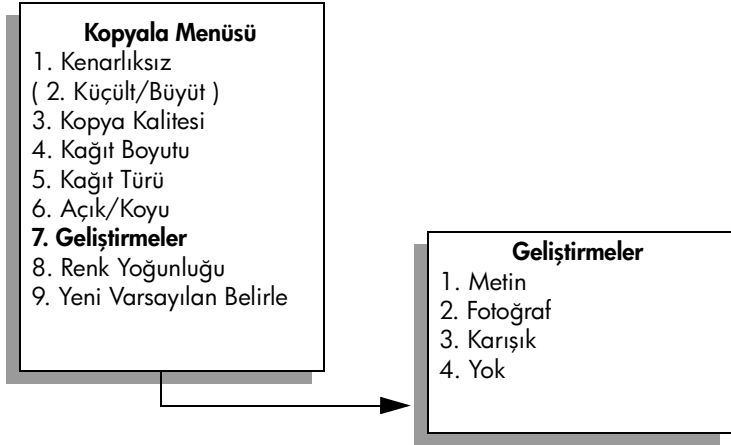 Kopyala Menüsü
1. Kenarlıksız
( 2. Küçült/Büyüt )
3. Kopya Kalitesi
4. Kağıt Boyutu
5. Kağıt Türü
6. Açık/Koyu
7. Geliştirmeler
8. Renk Yoğunluğu
9. Yeni Varsayılan Belirle
Geliştirmeler
1. Metin
2. Fotoğraf
3. Karışık
4. Yok